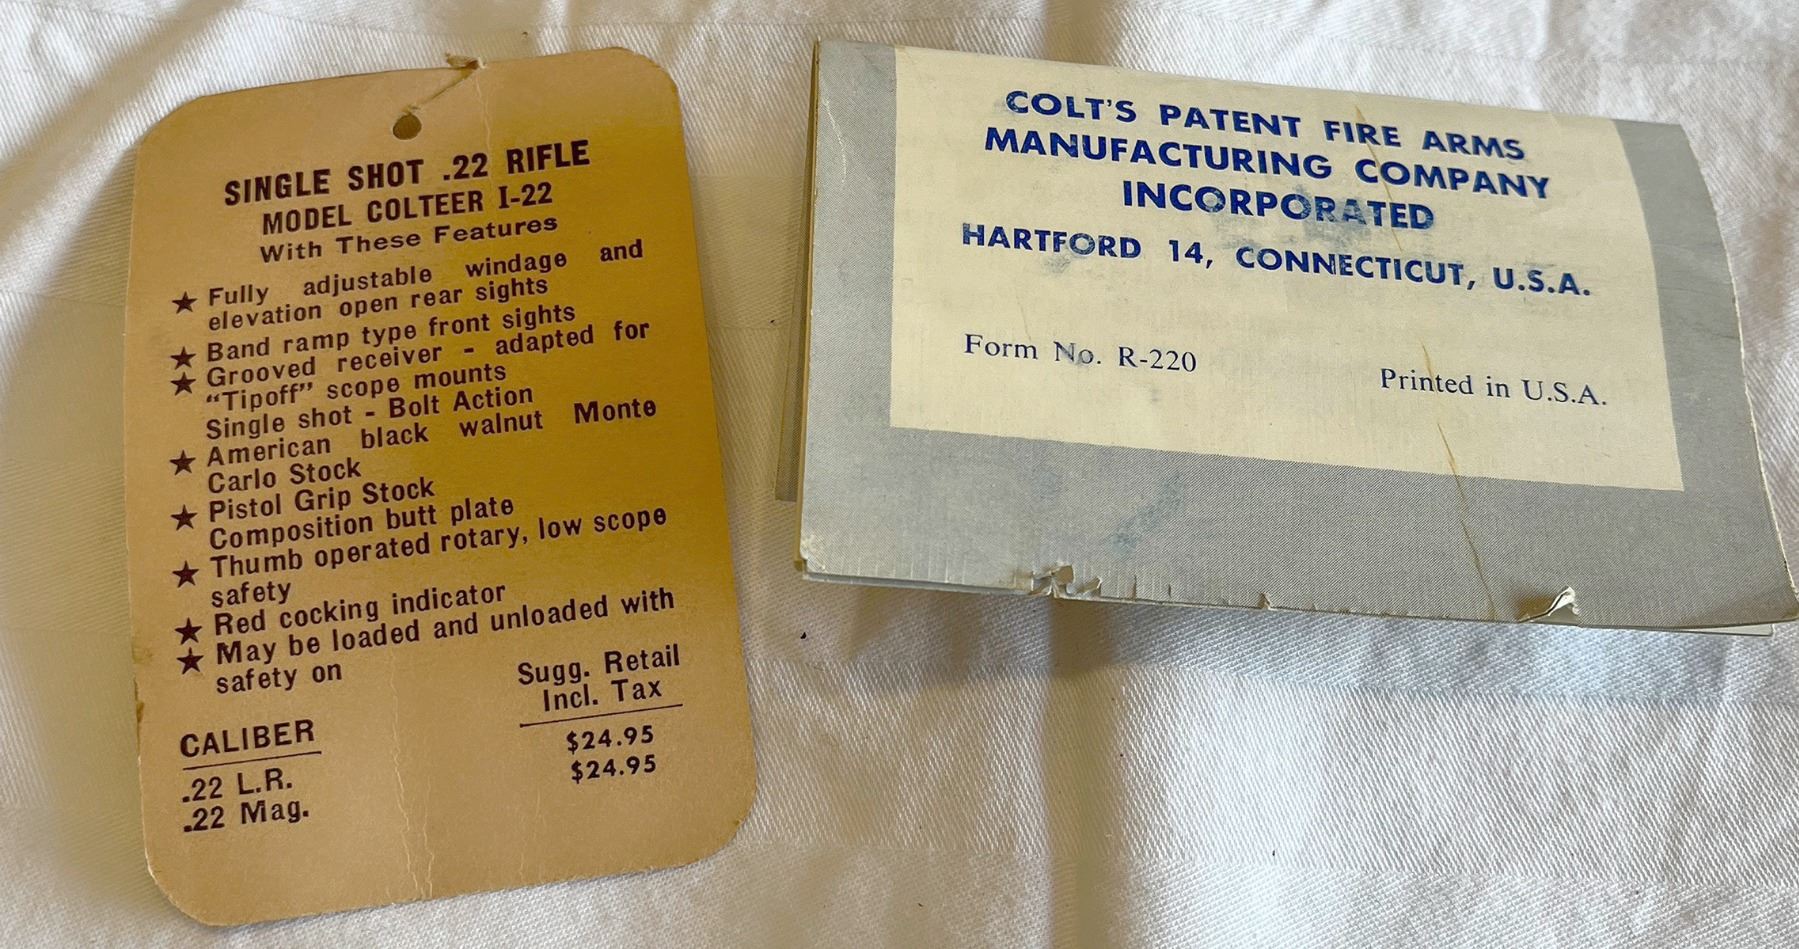 SINGLE SHOT .22 RIFLE
MODEL COLTEER I-22
With These Features
★ Fully adjustable windage and
elevation open rear sights
★ Band ramp type front sights
★ Grooved receiver - adapted for
“Tipoff” scope mounts
Single shot - Bolt Action
★ American black walnut Monte
Carlo Stock
★ Pistol Grip Stock
Composition butt plate
★ Thumb operated rotary, low scope
safety
★ Red cocking indicator
★ May be loaded and unloaded with
safety on
Sugg. Retail
Incl. Tax
CALIBER
.22 L.R. $24.95
.22 Mag. $24.95
COLT'S PATENT FIRE ARMS
MANUFACTURING COMPANY
INCORPORATED
HARTFORD 14, CONNECTICUT, U.S.A.
Form No. R-220
Printed in U.S.A.